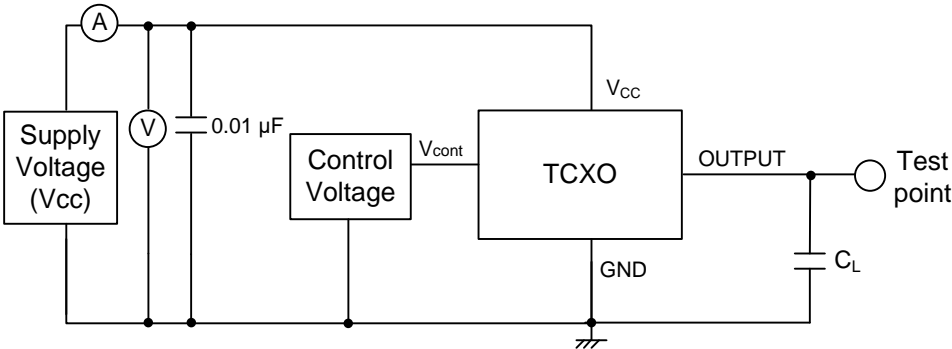 A
V
0.01 µF
Supply
Voltage
(Vcc)
Control
Voltage
Vcont
VCC
TCXO
GND
OUTPUT
Test
point
CL